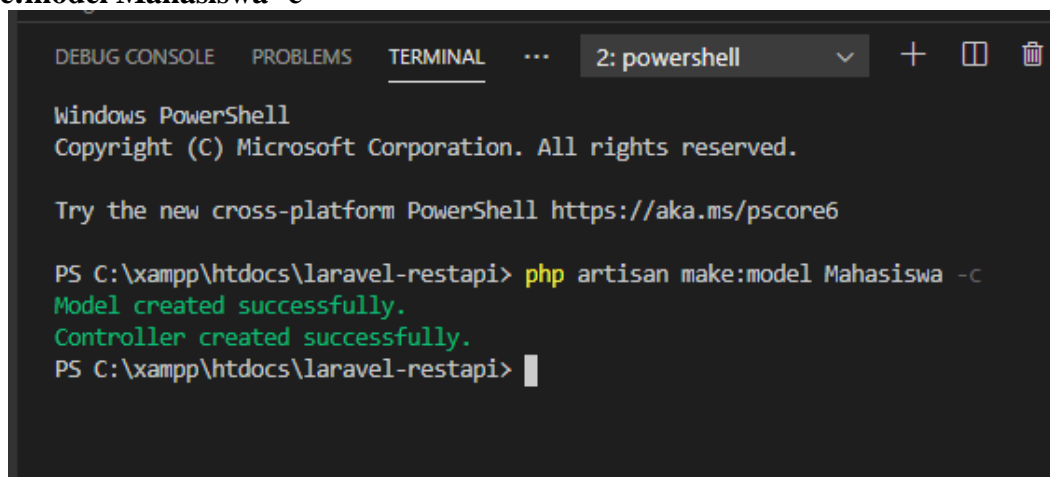 e:model Mahasiswa -c
DEBUG CONSOLE PROBLEMS TERMINAL ... 2: powershell
Windows PowerShell
Copyright (C) Microsoft Corporation. All rights reserved.
Try the new cross-platform PowerShell https://aka.ms/pscore6
PS C:\xampp\htdocs\laravel-restapi> php artisan make:model Mahasiswa -c
Model created successfully.
Controller created successfully.
PS C:\xampp\htdocs\laravel-restapi>